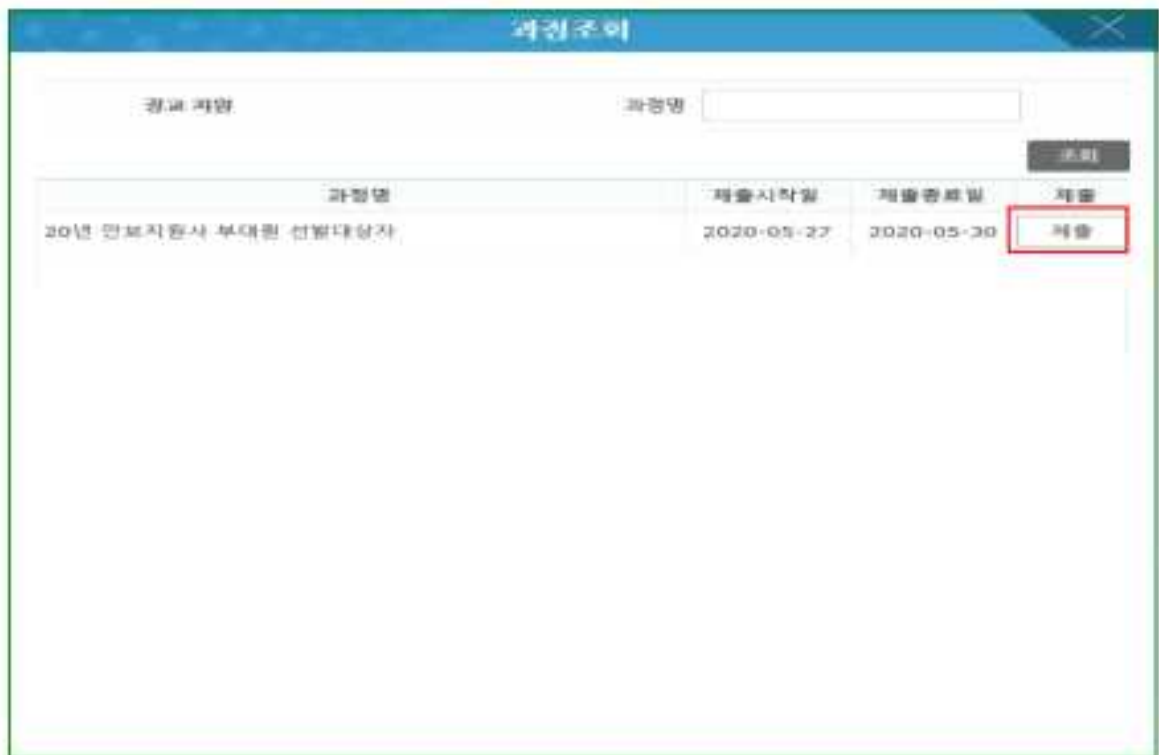 과정조회
과정명
조회
과정명 제출시작일 제출종료일 제출
20년 안보지원사 부대원 선발대상자 2020-05-27 2020-05-30 제출